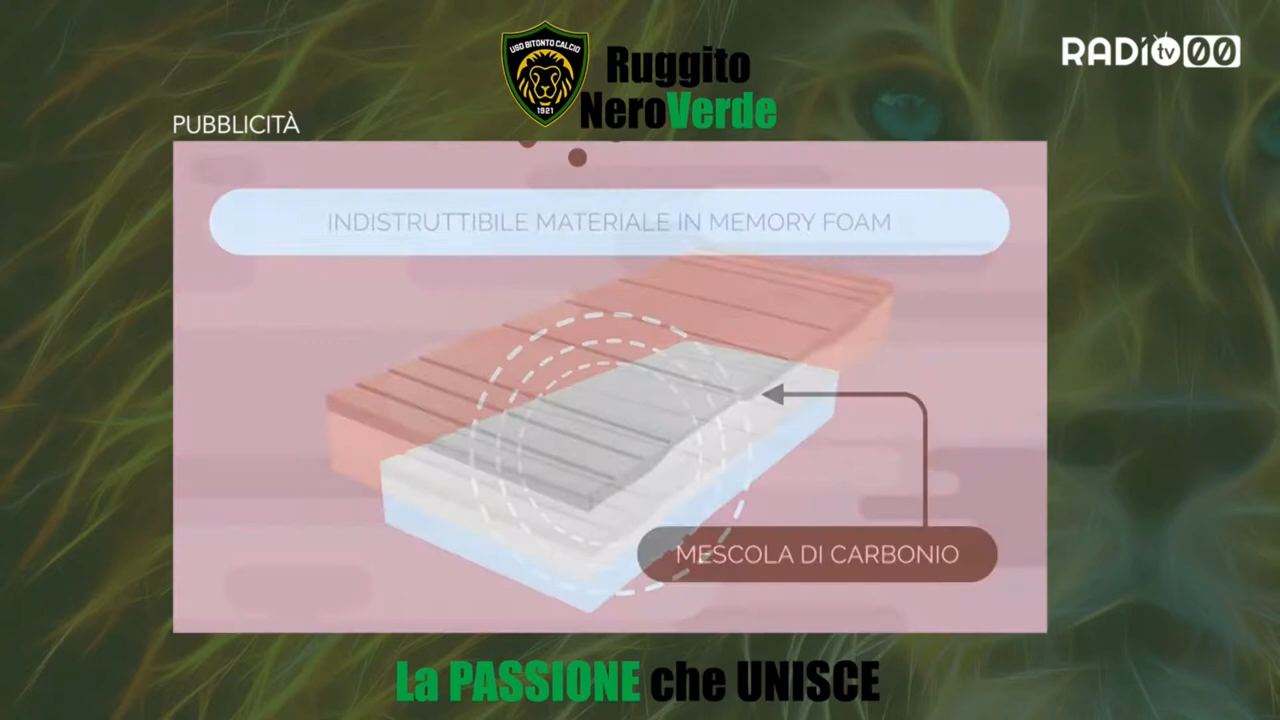 USD BITONTO CALCIO
1921
Ruggito
NeroVerde
RADIO tv 00
PUBBLICITÀ
INDISTRUTTIBILE MATERIALE IN MEMORY FOAM
MESCOLA DI CARBONIO
La PASSIONE che UNISCE